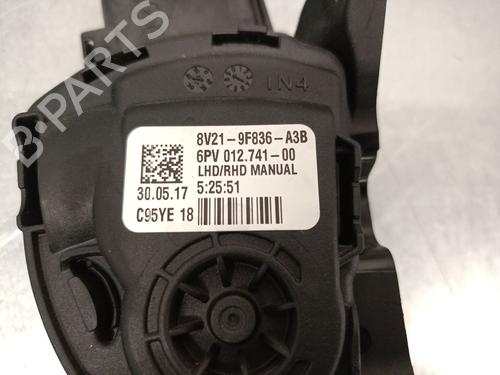 B-PARTS
IN4
8V21-9F836-A3B
6PV 012.741-00
LHD/RHD MANUAL
30.05.17 5:25:51
C95YE 18